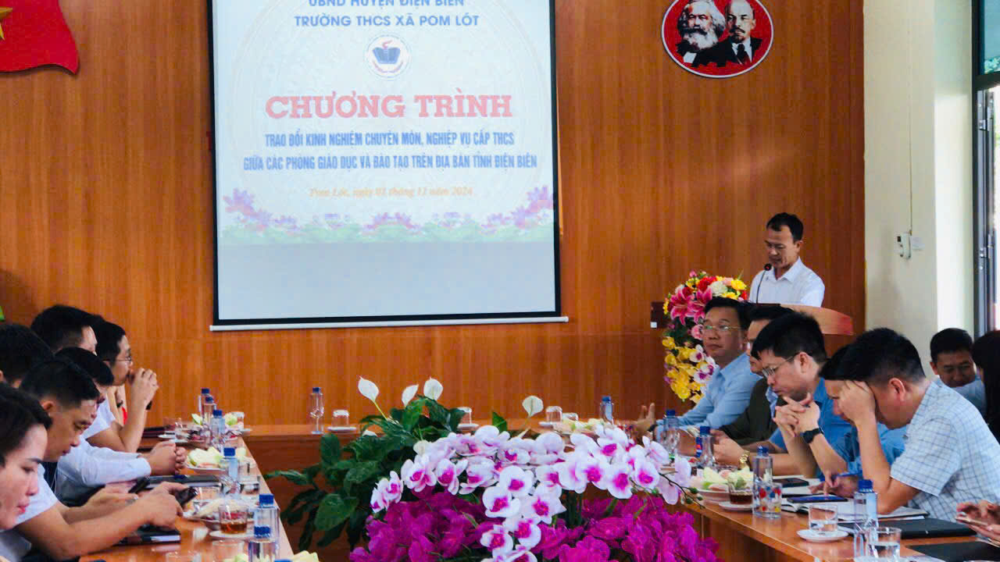 UBND HUYỆN ĐIỆN BIÊN
TRƯỜNG THCS XÃ POM LÓT
CHƯƠNG TRÌNH
TRAO ĐỔI KINH NGHIỆM CHUYÊN MÔN, NGHIỆP VỤ CẤP THCS
GIỮA CÁC PHÒNG GIÁO DỤC VÀ ĐÀO TẠO TRÊN ĐỊA BÀN TỈNH ĐIỆN BIÊN
Pom Lót, ngày 01 tháng 11 năm 2024